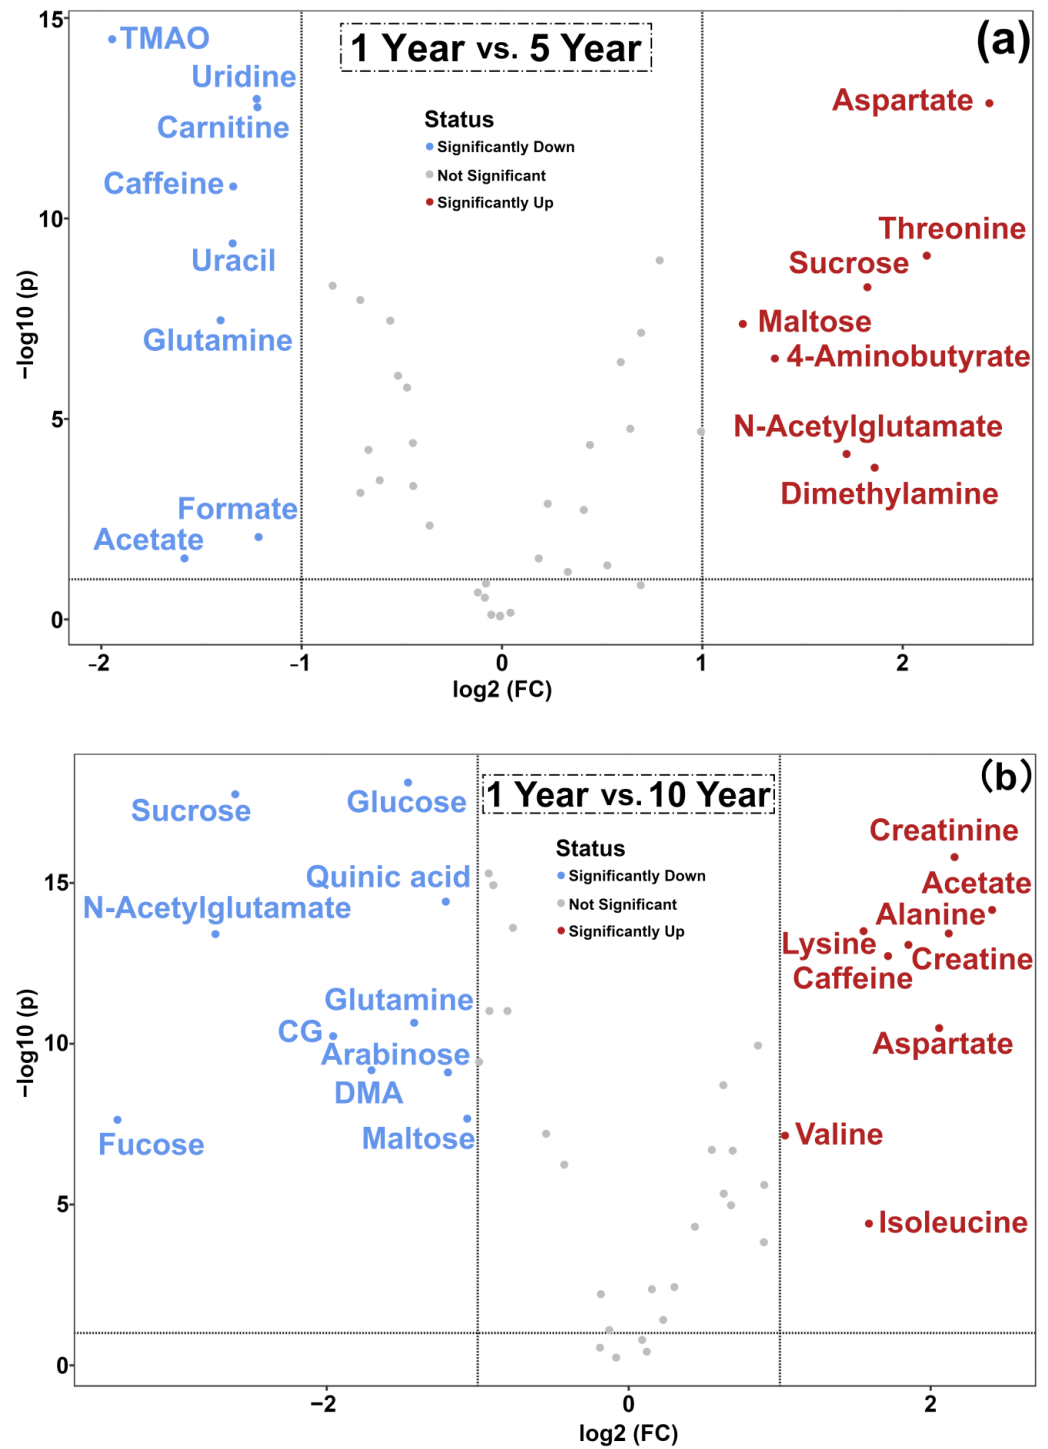 (a)
1 Year vs. 5 Year
Status
Significantly Down
Not Significant
Significantly Up
TMAO
Uridine
Carnitine
Caffeine
Uracil
Glutamine
Formate
Acetate
Aspartate
Threonine
Sucrose
Maltose
4-Aminobutyrate
N-Acetylglutamate
Dimethylamine
15
10
5
0
−log10 (p)
-2 -1 0 1 2
log2 (FC)
(b)
1 Year vs. 10 Year
Status
Significantly Down
Not Significant
Significantly Up
Sucrose
Glucose
Quinic acid
N-Acetylglutamate
Glutamine
CG
Arabinose
DMA
Fucose
Maltose
Creatinine
Acetate
Alanine
Lysine
Creatine
Caffeine
Aspartate
Valine
Isoleucine
15
10
5
0
−log10 (p)
−2 0 2
log2 (FC)